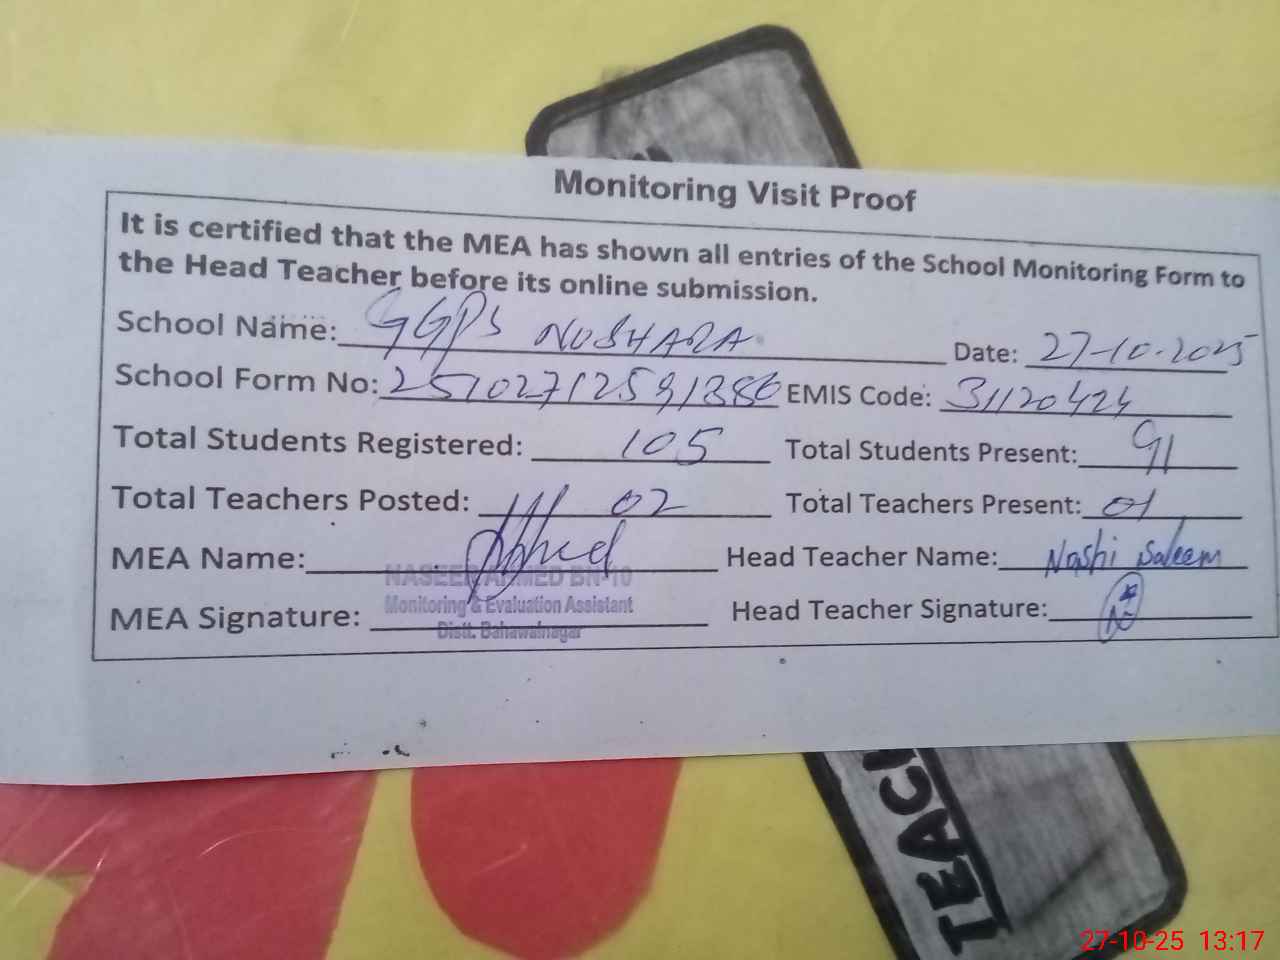 Monitoring Visit Proof
It is certified that the MEA has shown all entries of the School Monitoring Form to
the Head Teacher before its online submission.
School Name: GGPS NOSHARA Date: 27-10-2025
School Form No: EMIS Code: 31120424
Total Students Registered: 105 Total Students Present: 91
Total Teachers Posted: 02 Total Teachers Present: 01
MEA Name: Head Teacher Name: Saleem
NASEER AHMED BN-10
Monitoring & Evaluation Assistant
MEA Signature: Head Teacher Signature:
Distt. Bahawalnagar
27-10-25 13:17